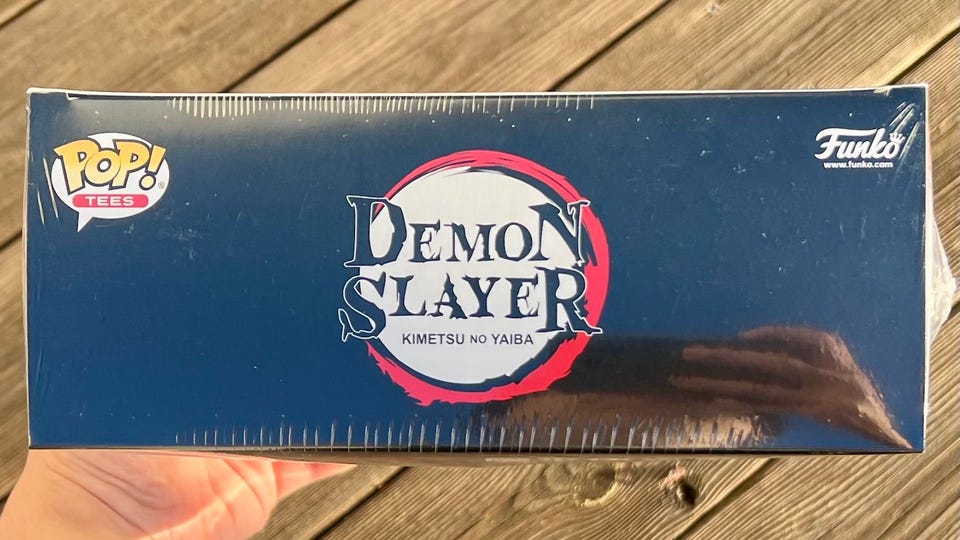 POP!
TEES
Funko
www.funko.com
DEMON
SLAYER
KIMETSU NO YAIBA